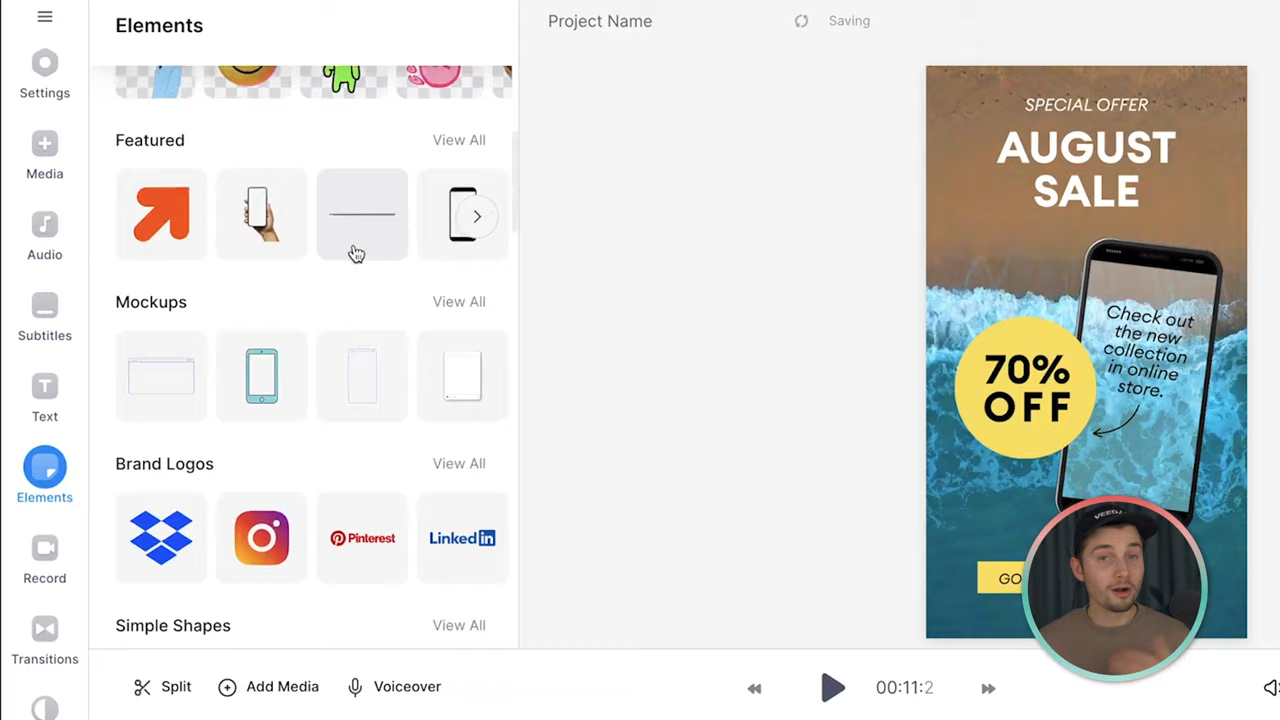 Elements
Project Name
Saving
Settings
Media
Audio
Subtitles
Text
Elements
Record
Transitions
Featured
View All
Mockups
View All
Brand Logos
View All
Pinterest
Linked in
Simple Shapes
View All
SPECIAL OFFER
AUGUST
SALE
70%
OFF
Check out
the new
collection
in online
store.
GO
VEED
Split
Add Media
Voiceover
00:11:2